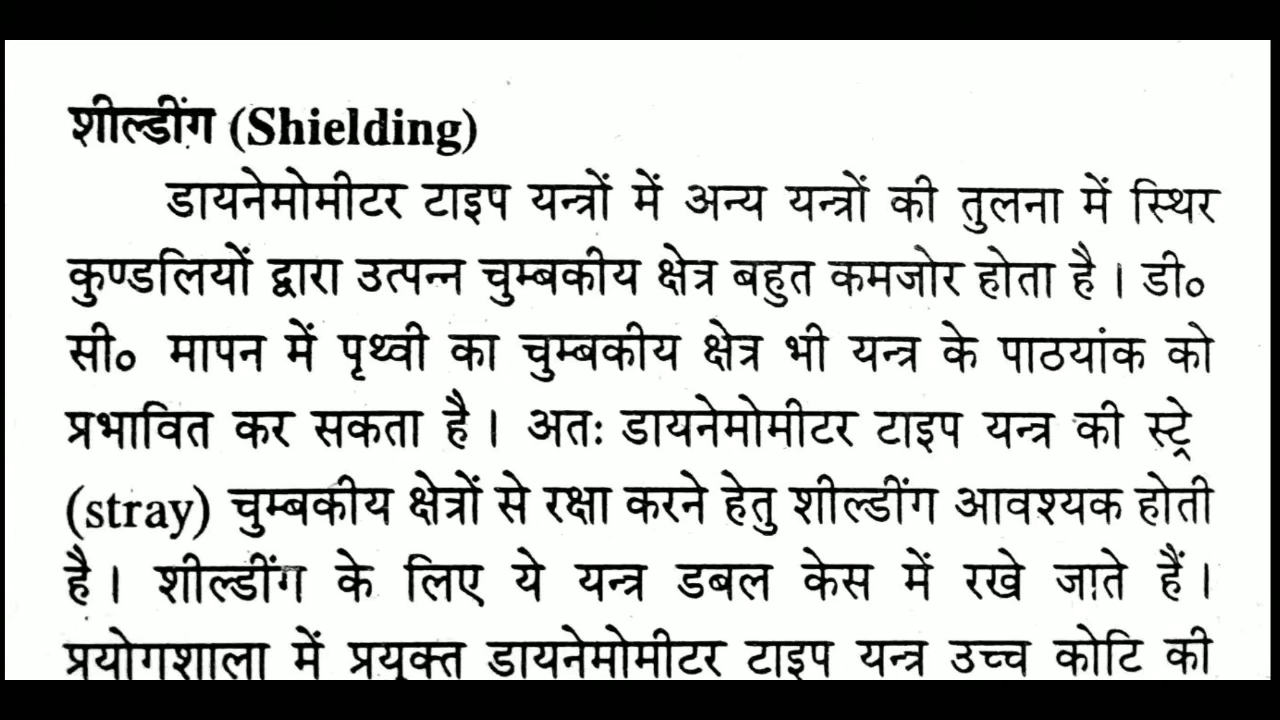 शील्डींग (Shielding)
डायनेमोमीटर टाइप यन्त्रों में अन्य यन्त्रों की तुलना में स्थिर
कुण्डलियों द्वारा उत्पन्न चुम्बकीय क्षेत्र बहुत कमजोर होता है। डी०
सी० मापन में पृथ्वी का चुम्बकीय क्षेत्र भी यन्त्र के पाठयांक को
प्रभावित कर सकता है। अतः डायनेमोमीटर टाइप यन्त्र की स्ट्रे
(stray) चुम्बकीय क्षेत्रों से रक्षा करने हेतु शील्डींग आवश्यक होती
है। शील्डींग के लिए ये यन्त्र डबल केस में रखे जाते हैं।
प्रयोगशाला में प्रयुक्त डायनेमोमीटर टाइप यन्त्र उच्च कोटि की